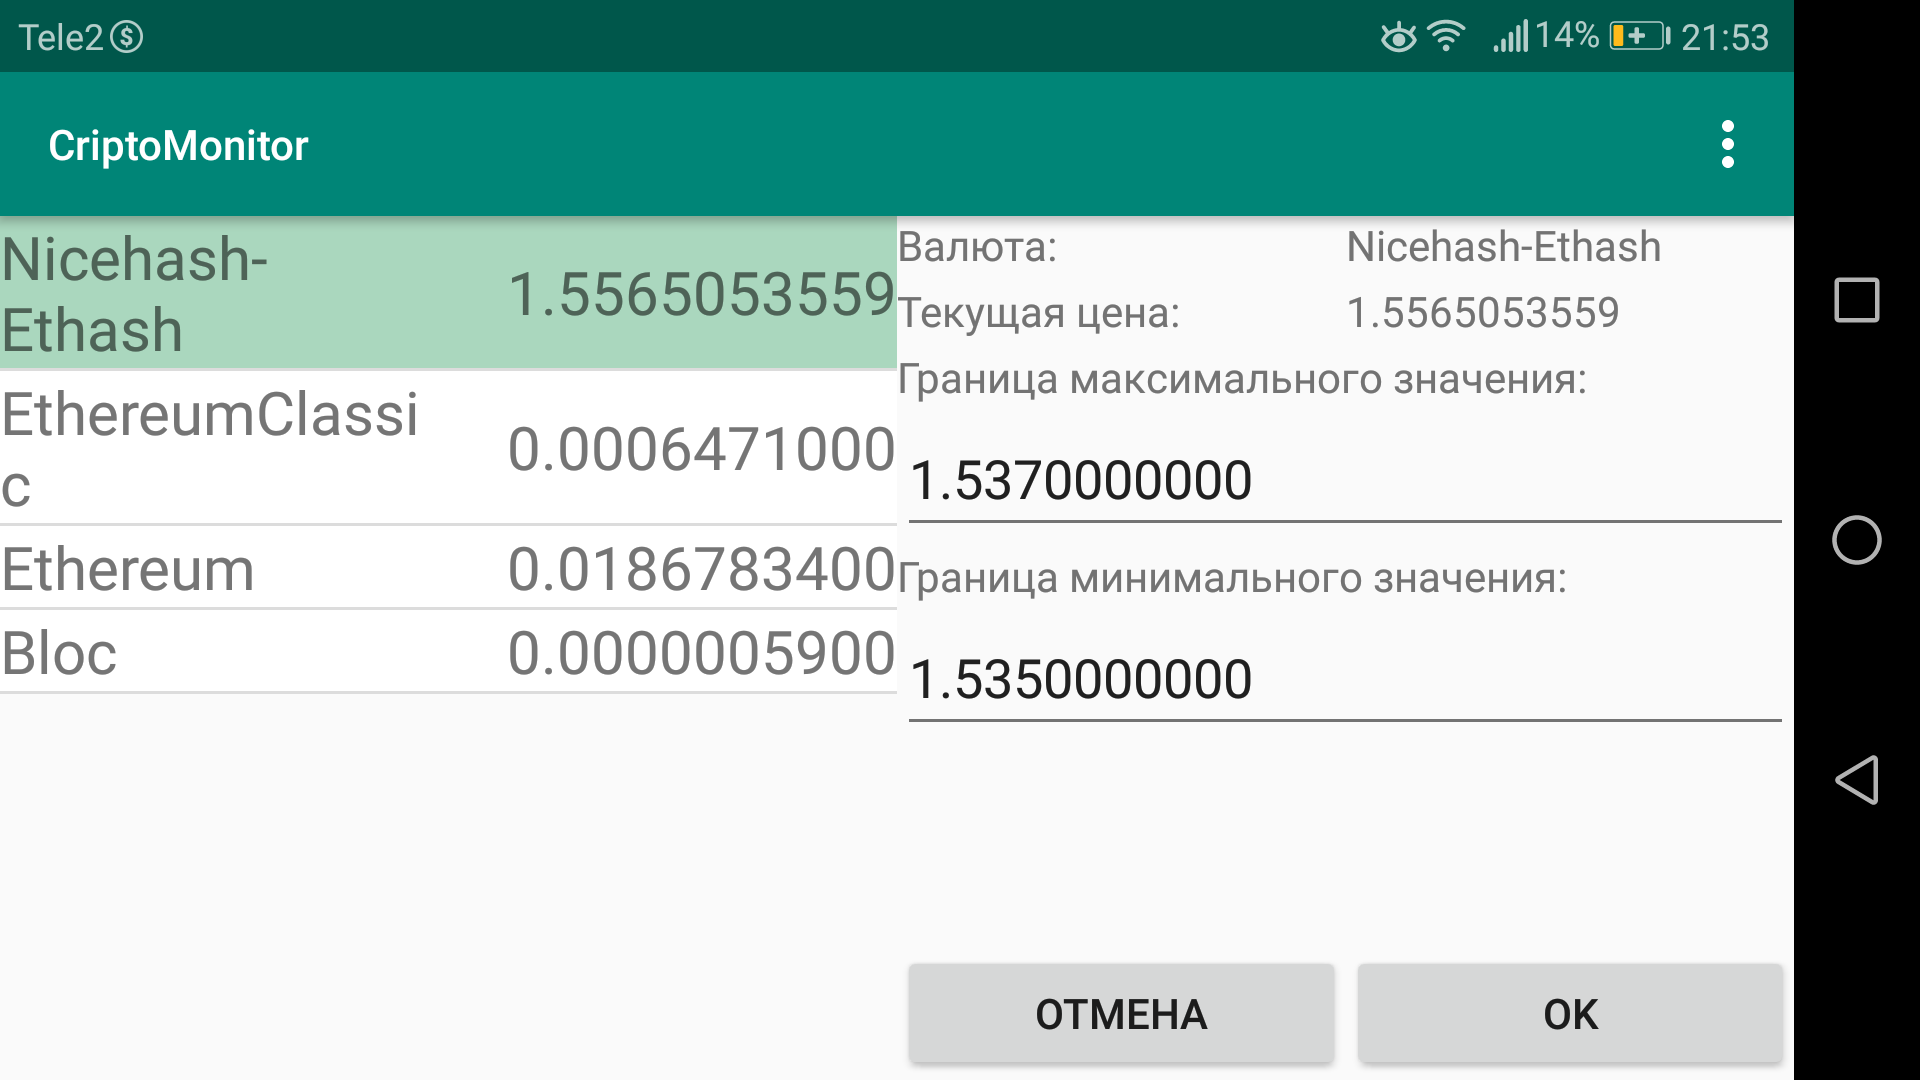 Tele2
14% 21:53
CriptoMonitor
Nicehash-
Ethash
1.5565053559
EthereumClassi
c
0.0006471000
Ethereum 0.0186783400
Bloc 0.0000005900
Валюта: Nicehash-Ethash
Текущая цена: 1.5565053559
Граница максимального значения:
1.5370000000
Граница минимального значения:
1.5350000000
ОТМЕНА OK